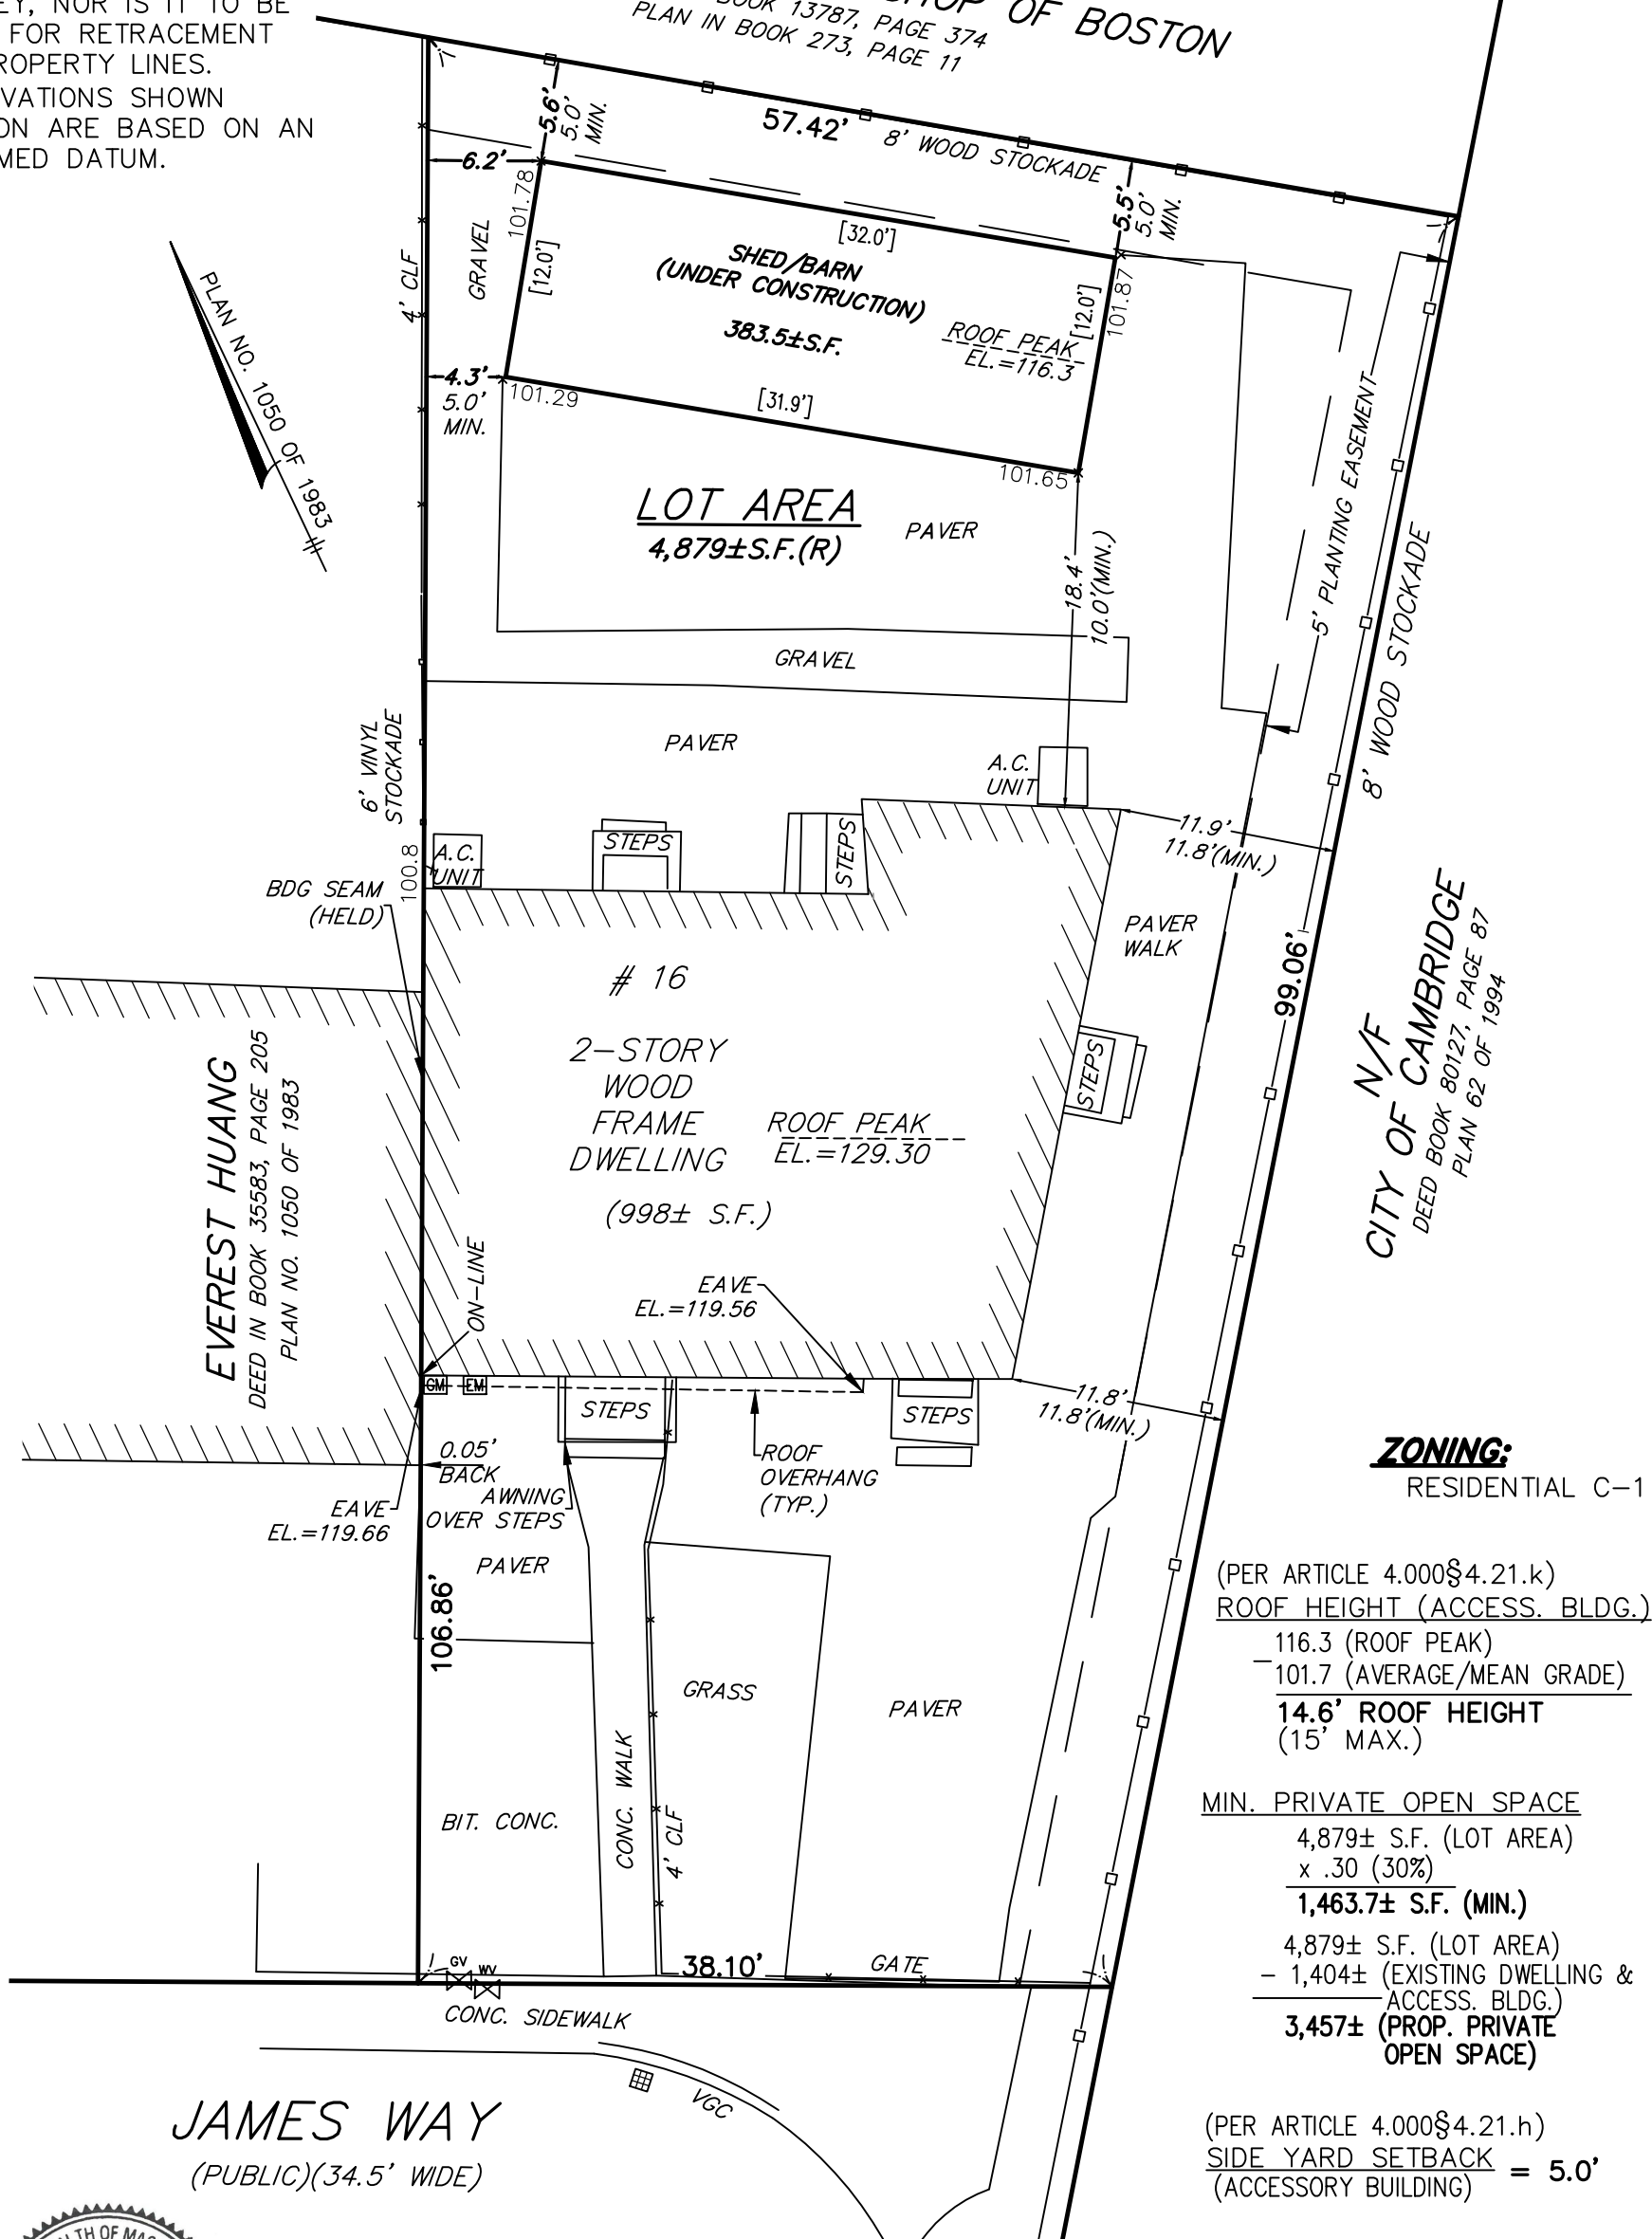 NOR IS IT TO BE
FOR RETRACEMENT
PROPERTY LINES.
SHOWN
ARE BASED ON AN
DATUM.
OF BOSTON
BOOK 13787, PAGE 374
PLAN IN BOOK 273, PAGE 11
57.42'
8' WOOD STOCKADE
5.6'
5.0'
MIN.
6.2'
101.78
GRAVEL
4' CLF
[12.0']
[32.0']
SHED/BARN
(UNDER CONSTRUCTION)
383.5±S.F.
ROOF PEAK
EL.=116.3
[12.0']
101.87
5.5'
5.0'
MIN.
PLAN NO. 1050 OF 1983
4.3'
5.0'
MIN.
101.29
[31.9']
101.65
LOT AREA
4,879±S.F.(R)
PAVER
18.4'
10.0'(MIN.)
5' PLANTING EASEMENT
8' WOOD STOCKADE
GRAVEL
6' VINYL
STOCKADE
PAVER
A.C.
UNIT
A.C.
UNIT
STEPS
STEPS
100.8
11.9'
11.8'(MIN.)
BDG SEAM
(HELD)
PAVER
WALK
99.06'
N/F
CITY OF CAMBRIDGE
DEED BOOK 80127, PAGE 87
PLAN 62 OF 1994
# 16
2-STORY
WOOD
FRAME
DWELLING
(998± S.F.)
ROOF PEAK
EL.=129.30
STEPS
EVEREST HUANG
DEED IN BOOK 35583, PAGE 205
PLAN NO. 1050 OF 1983
ON-LINE
EAVE
EL.=119.56
GM
EM
STEPS
STEPS
11.8'
11.8'(MIN.)
0.05'
BACK
AWNING
OVER STEPS
ROOF
OVERHANG
(TYP.)
EAVE
EL.=119.66
PAVER
106.86'
GRASS
PAVER
CONC. WALK
4' CLF
BIT. CONC.
38.10'
GATE
GV
WV
CONC. SIDEWALK
VGC
JAMES WAY
(PUBLIC)(34.5' WIDE)
ZONING:
RESIDENTIAL C-1
(PER ARTICLE 4.000§4.21.k)
ROOF HEIGHT (ACCESS. BLDG.)
116.3 (ROOF PEAK)
- 101.7 (AVERAGE/MEAN GRADE)
14.6' ROOF HEIGHT
(15' MAX.)
MIN. PRIVATE OPEN SPACE
4,879± S.F. (LOT AREA)
x .30 (30%)
1,463.7± S.F. (MIN.)
4,879± S.F. (LOT AREA)
- 1,404± (EXISTING DWELLING &
ACCESS. BLDG.)
3,457± (PROP. PRIVATE
OPEN SPACE)
(PER ARTICLE 4.000§4.21.h)
SIDE YARD SETBACK = 5.0'
(ACCESSORY BUILDING)
OF